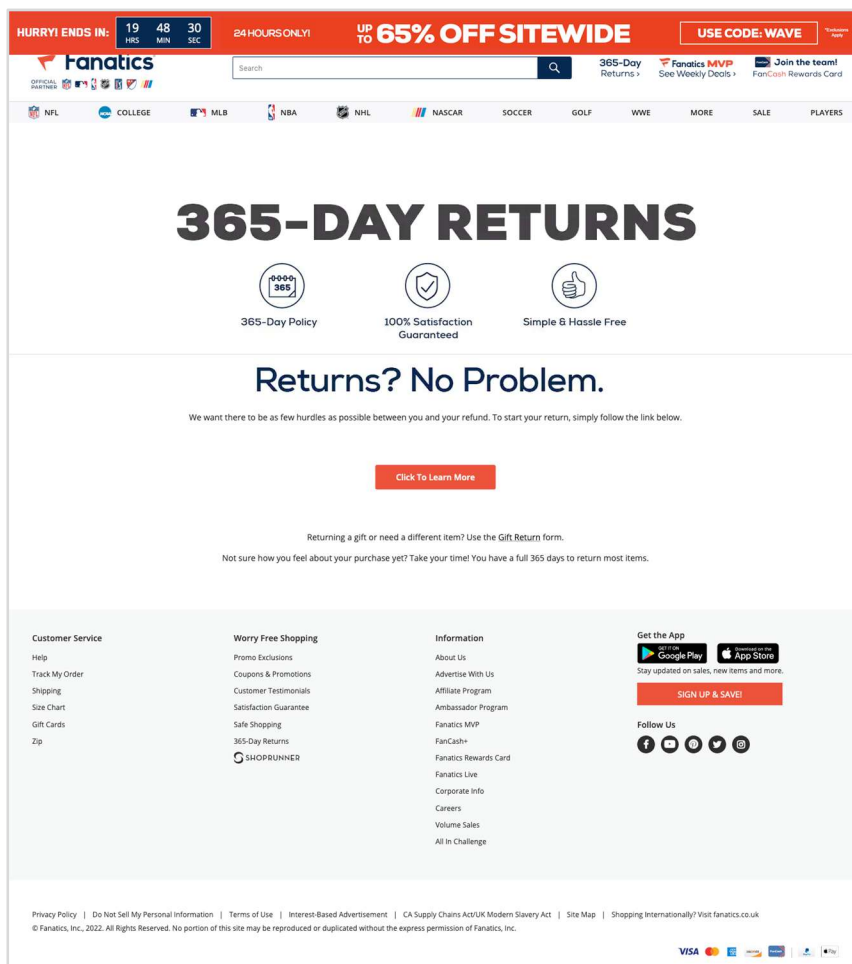 HURRY! ENDS IN: 19 HRS 48 MIN 30 SEC
24 HOURS ONLY!
UP TO 65% OFF SITEWIDE
USE CODE: WAVE
*Exclusions Apply
Fanatics
OFFICIAL PARTNER
Search
365-Day Returns ›
Fanatics MVP
See Weekly Deals ›
Join the team!
FanCash Rewards Card
NFL COLLEGE MLB NBA NHL NASCAR SOCCER GOLF WWE MORE SALE PLAYERS
365-DAY RETURNS
365
365-Day Policy
100% Satisfaction Guaranteed
Simple & Hassle Free
Returns? No Problem.
We want there to be as few hurdles as possible between you and your refund. To start your return, simply follow the link below.
Click To Learn More
Returning a gift or need a different item? Use the Gift Return form.
Not sure how you feel about your purchase yet? Take your time! You have a full 365 days to return most items.
Customer Service
Help
Track My Order
Shipping
Size Chart
Gift Cards
Zip
Worry Free Shopping
Promo Exclusions
Coupons & Promotions
Customer Testimonials
Satisfaction Guarantee
Safe Shopping
365-Day Returns
SHOPRUNNER
Information
About Us
Advertise With Us
Affiliate Program
Ambassador Program
Fanatics MVP
FanCash+
Fanatics Rewards Card
Fanatics Live
Corporate Info
Careers
Volume Sales
All In Challenge
Get the App
GET IT ON Google Play
Download on the App Store
Stay updated on sales, new items and more.
SIGN UP & SAVE!
Follow Us
Privacy Policy | Do Not Sell My Personal Information | Terms of Use | Interest-Based Advertisement | CA Supply Chains Act/UK Modern Slavery Act | Site Map | Shopping Internationally? Visit fanatics.co.uk
© Fanatics, Inc., 2022. All Rights Reserved. No portion of this site may be reproduced or duplicated without the express permission of Fanatics, Inc.
VISA